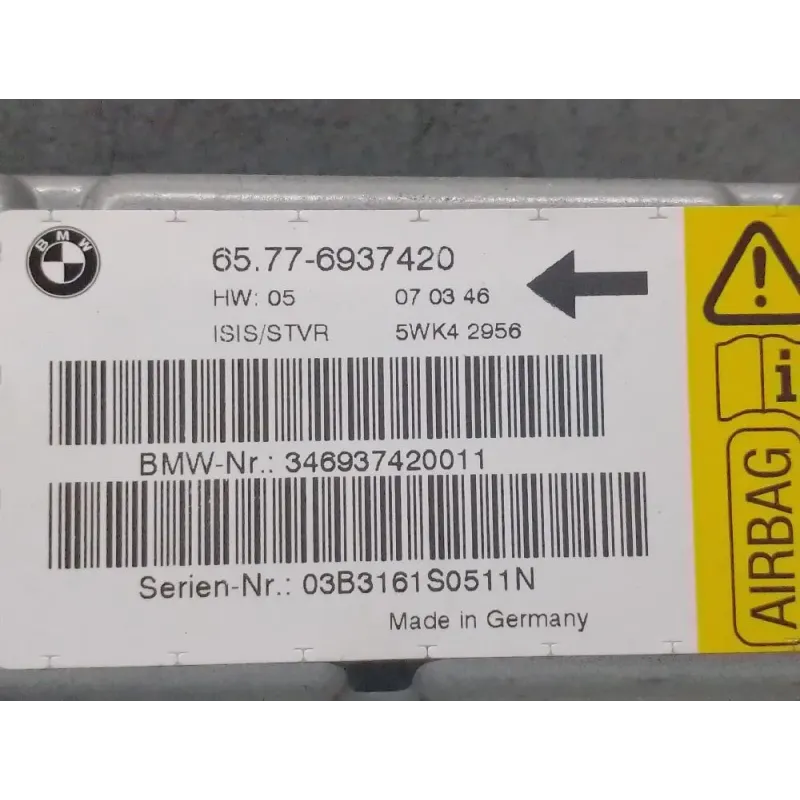 BMW
65.77-6937420
HW: 05 07 03 46
ISIS/STVR 5WK4 2956
BMW-Nr.: 346937420011
Serien-Nr.: 03B3161S0511N
Made in Germany
!
i
AIRBAG